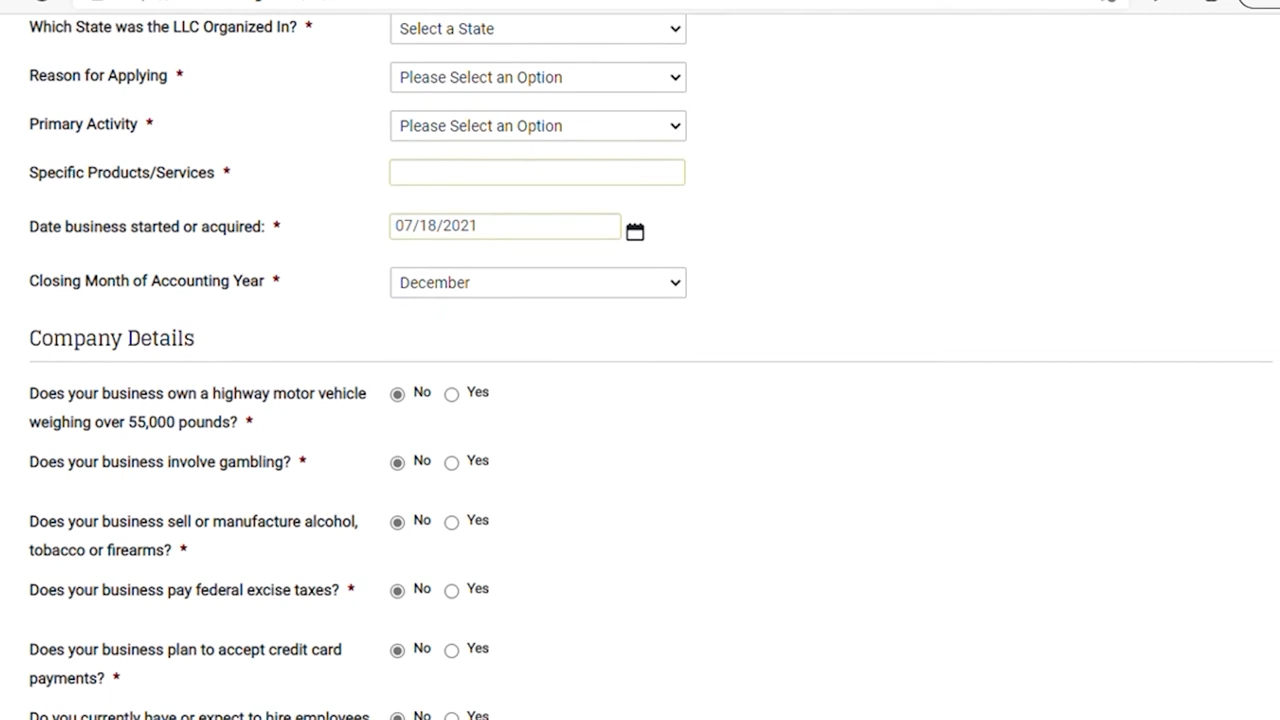 Which State was the LLC Organized In? * Select a State
Reason for Applying * Please Select an Option
Primary Activity * Please Select an Option
Specific Products/Services *
Date business started or acquired: * 07/18/2021
Closing Month of Accounting Year * December
Company Details
Does your business own a highway motor vehicle No Yes
weighing over 55,000 pounds? *
Does your business involve gambling? * No Yes
Does your business sell or manufacture alcohol, No Yes
tobacco or firearms? *
Does your business pay federal excise taxes? * No Yes
Does your business plan to accept credit card No Yes
payments? *
Do you currently have or expect to hire employees No Yes